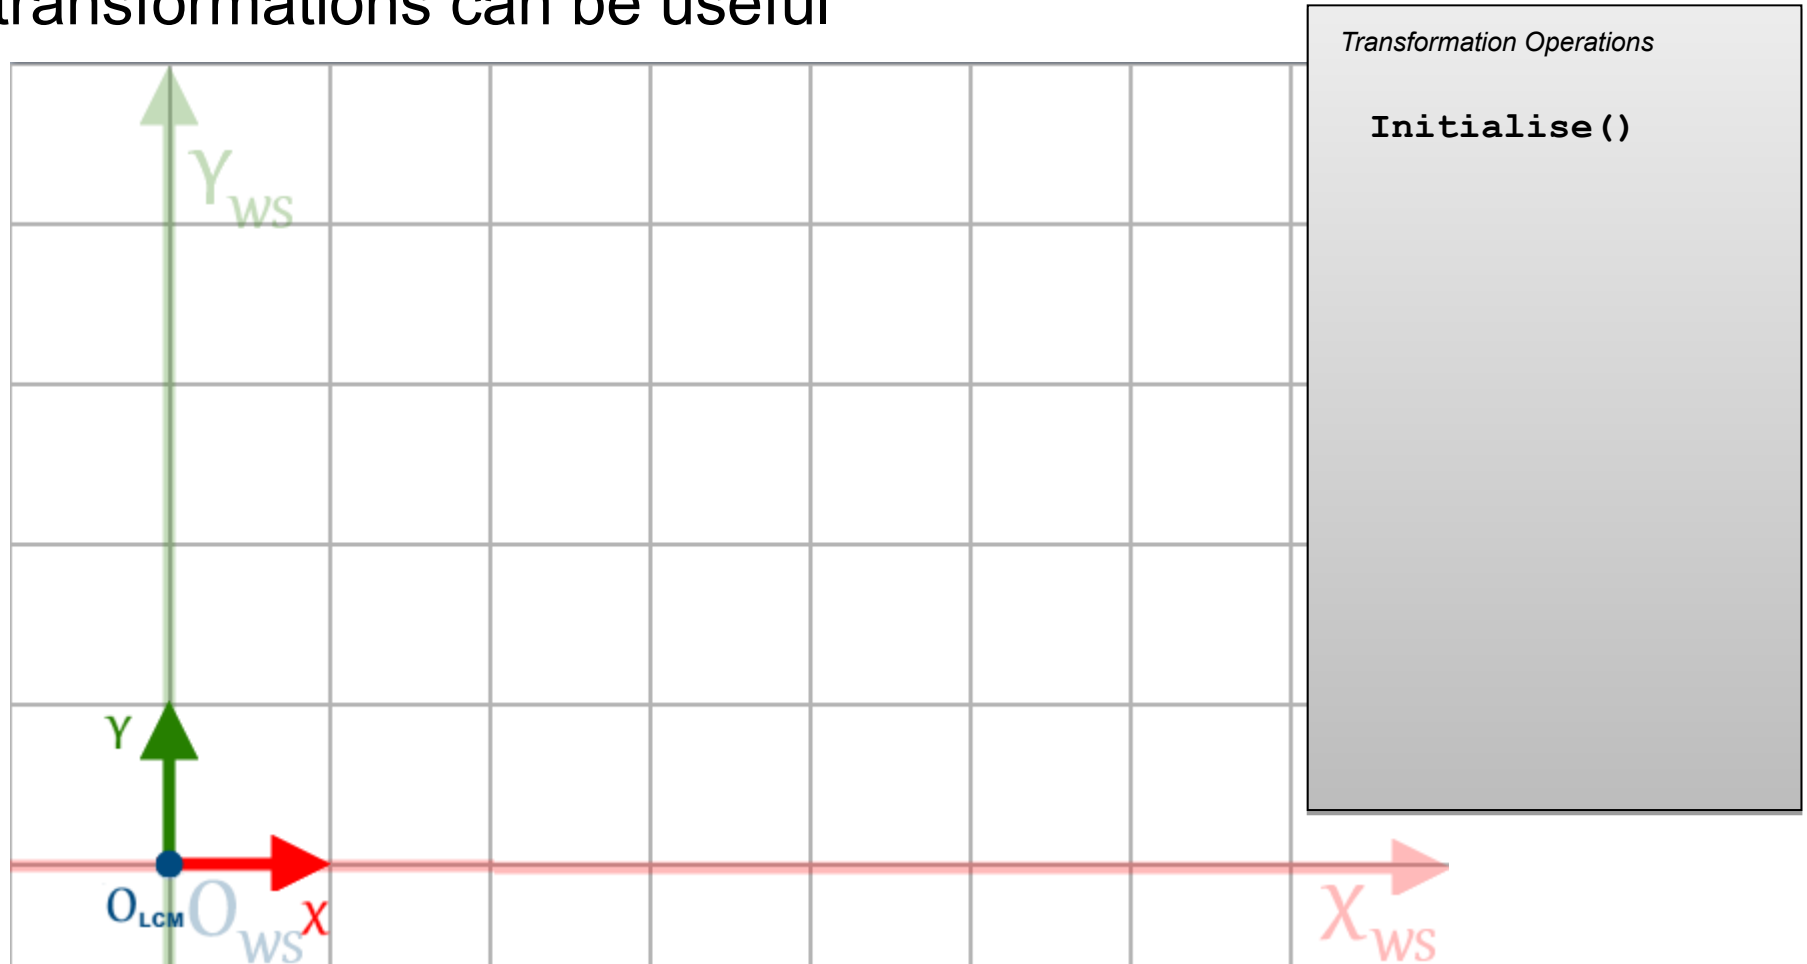 transformations can be useful
Transformation Operations
Initialise()
Y WS
Y
O LCM
O WS
X
X WS